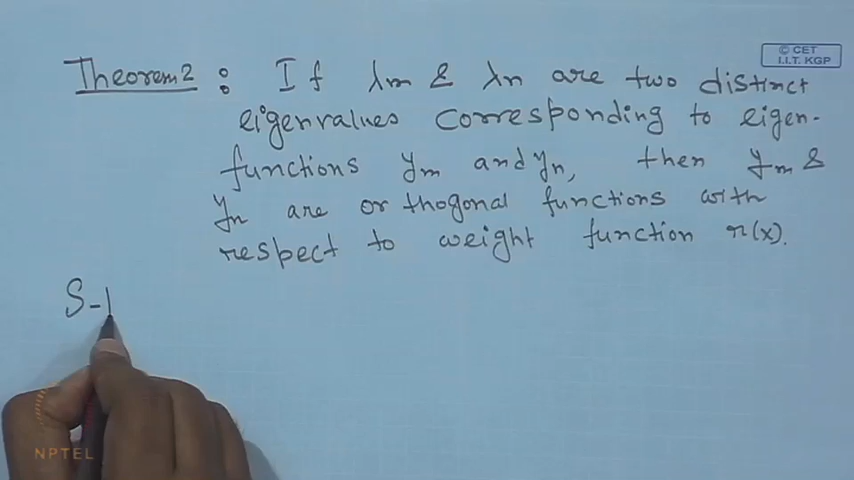 © CET
I.I.T. KGP
Theorem 2 : If λm & λn are two distinct
eigenvalues corresponding to eigen-
functions ym and yn, then ym &
yn are orthogonal functions with
respect to weight function r(x).
S-
NPTEL